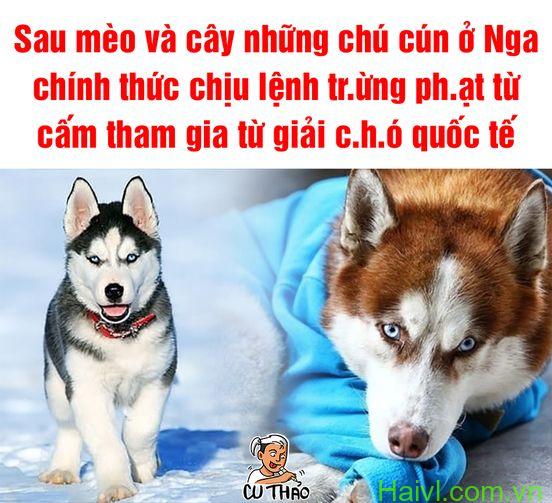 Sau mèo và cây những chú cún ở Nga
chính thức chịu lệnh tr.ừng ph.ạt từ
cấm tham gia từ giải c.h.ó quốc tế
CU THAO
Haivl.com.vn